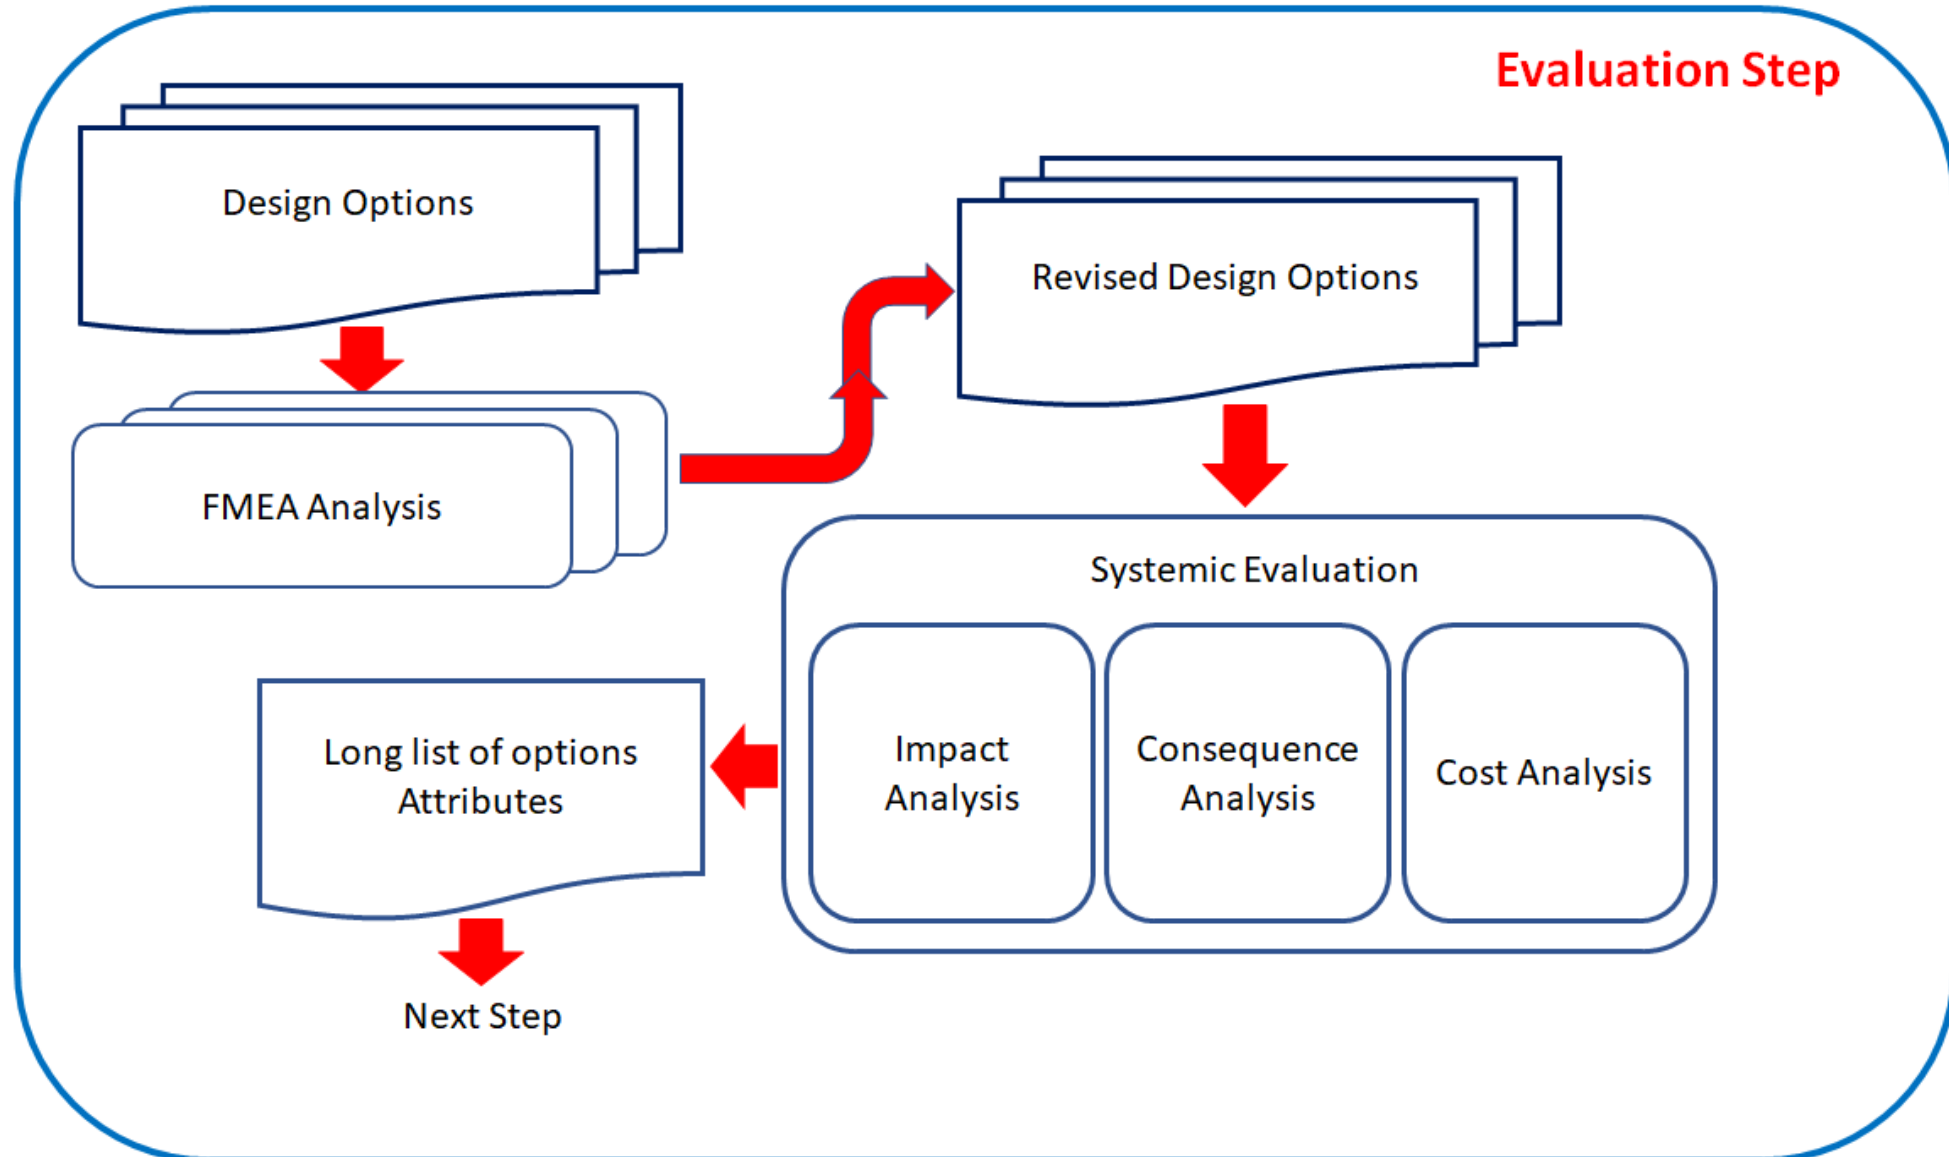 Evaluation Step
Design Options
Revised Design Options
FMEA Analysis
Systemic Evaluation
Impact
Analysis
Consequence
Analysis
Cost Analysis
Long list of options
Attributes
Next Step